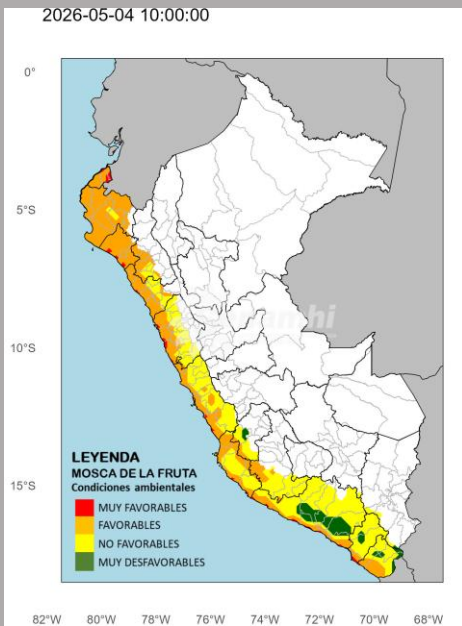 2026-05-04 10:00:00
0°
5°S
10°S
15°S
LEYENDA
MOSCA DE LA FRUTA
Condiciones ambientales
MUY FAVORABLES
FAVORABLES
NO FAVORABLES
MUY DESFAVORABLES
82°W 80°W 78°W 76°W 74°W 72°W 70°W 68°W